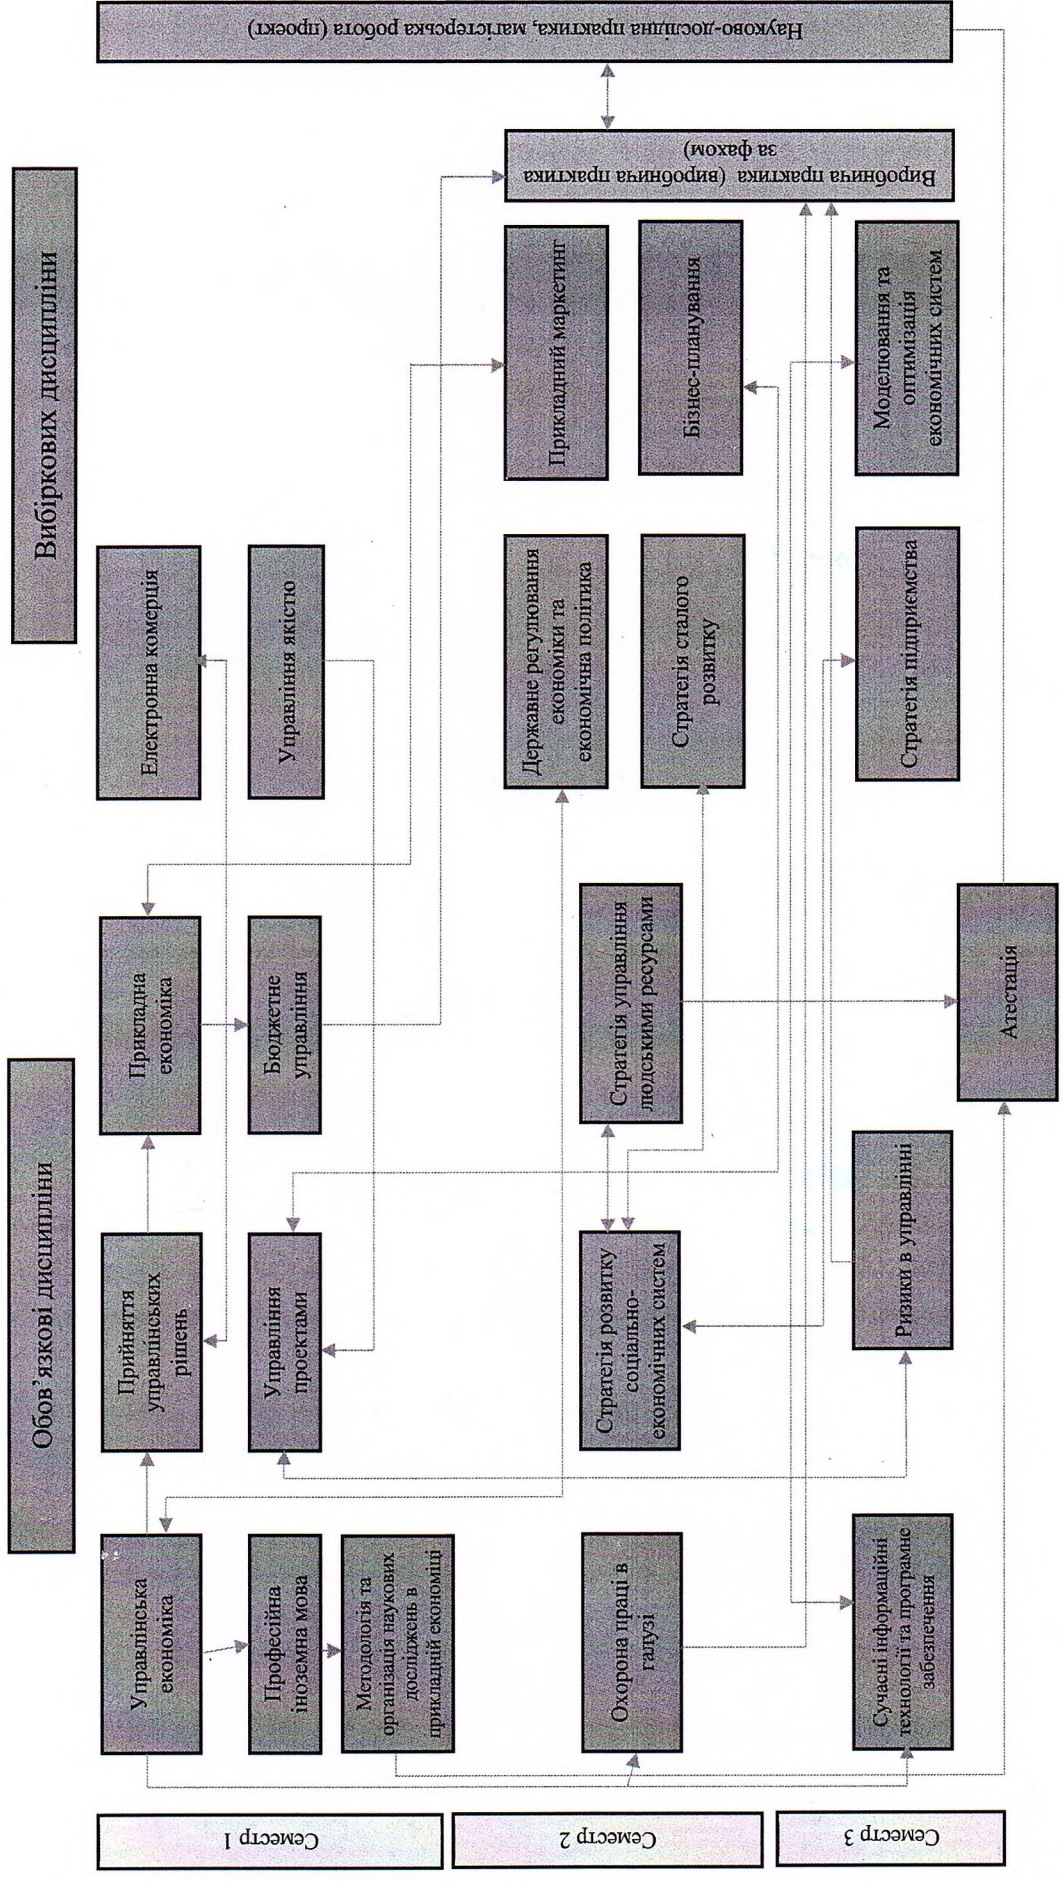 Обов’язкові дисципліни
Вибіркових дисципліни
Семестр 1
Управлінська
економіка
Прийняття
управлінських
рішень
Прикладна
економіка
Електронна комерція
Професійна
іноземна мова
Управління
проектами
Бюджетне
управління
Управління якістю
Методологія та
організація наукових
досліджень в
прикладній економіці
Семестр 2
Державне регулювання
економіки та
економічна політика
Прикладний маркетинг
Охорона праці в
галузі
Стратегія розвитку
соціально-
економічних систем
Стратегія управління
людськими ресурсами
Стратегія сталого
розвитку
Бізнес-планування
Семестр 3
Сучасні інформаційні
технології та програмне
забезпечення
Ризики в управлінні
Стратегія підприємства
Моделювання та
оптимізація
економічних систем
Атестація
Виробнича практика (виробнича практика
за фахом)
Науково-дослідна практика, магістерська робота (проект)